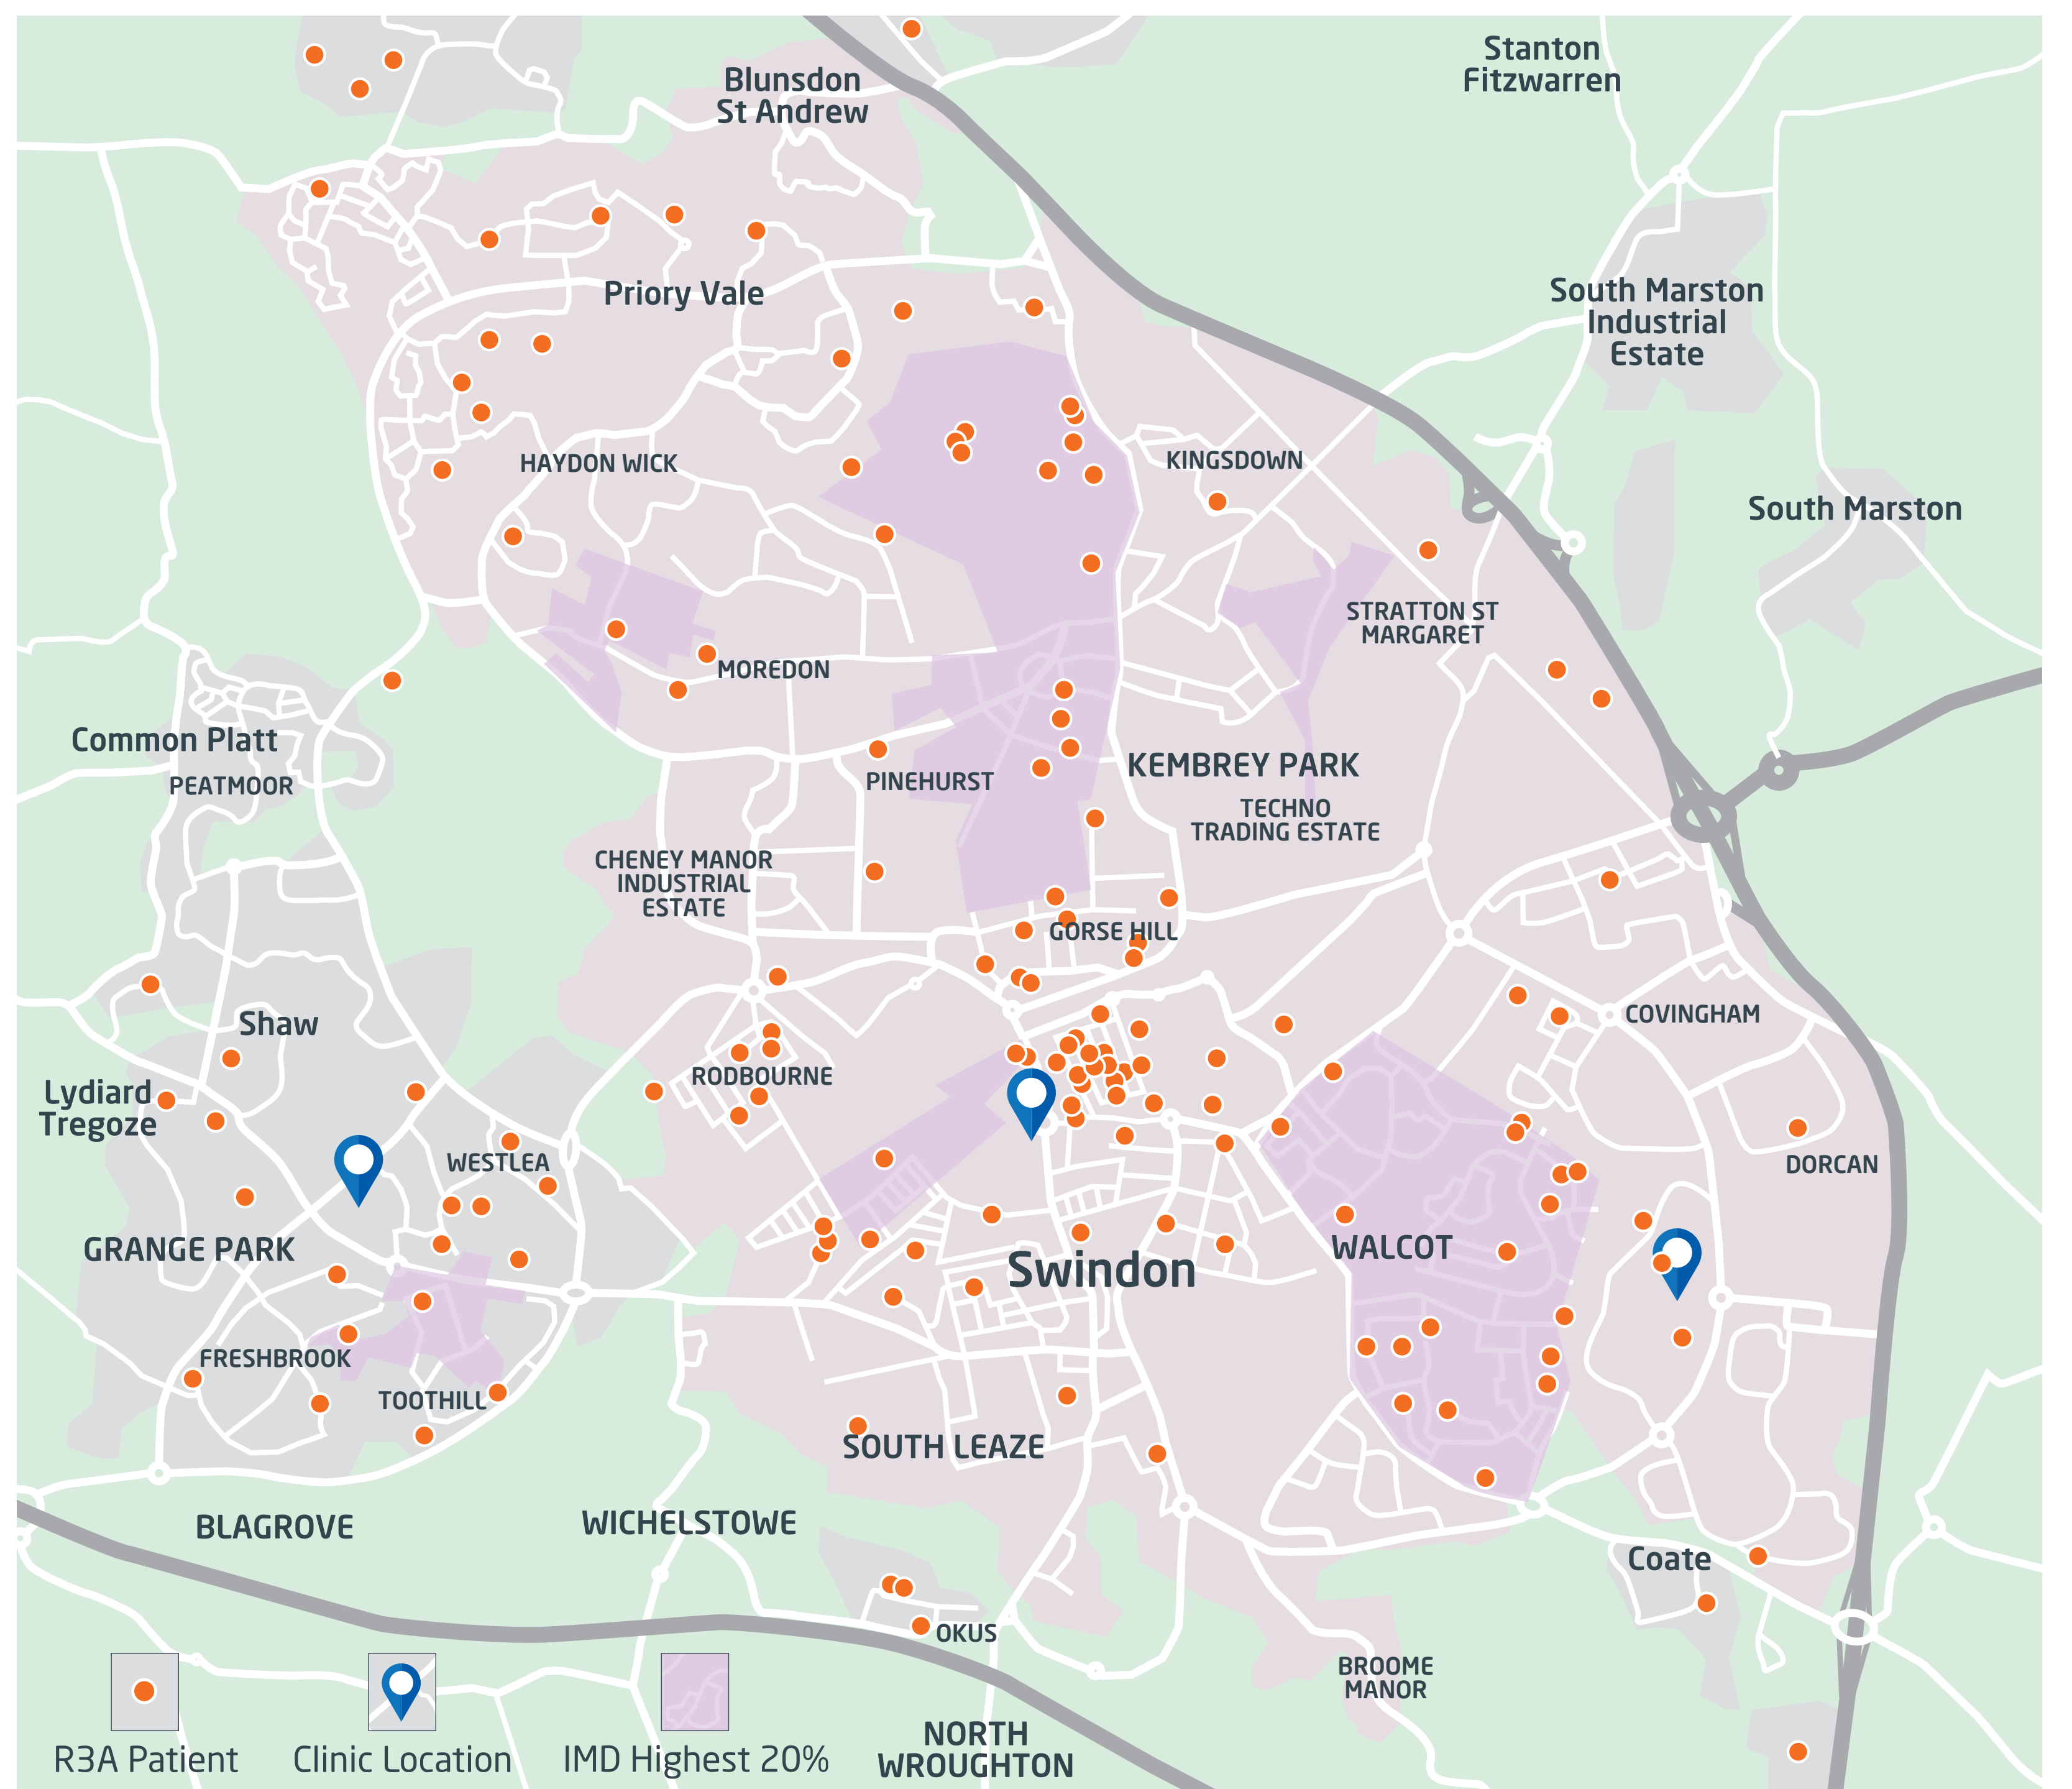 Stanton
Fitzwarren
Blunsdon
St Andrew
Priory Vale
South Marston
Industrial
Estate
HAYDON WICK
KINGSDOWN
South Marston
STRATTON ST
MARGARET
MOREDON
Common Platt
PEATMOOR
PINEHURST
KEMBREY PARK
TECHNO
TRADING ESTATE
CHENEY MANOR
INDUSTRIAL
ESTATE
GORSE HILL
Shaw
COVINGHAM
Lydiard
Tregoze
RODBOURNE
WESTLEA
DORCAN
GRANGE PARK
Swindon
WALCOT
FRESHBROOK
TOOTHILL
SOUTH LEAZE
BLAGROVE
WICHELSTOWE
Coate
OKUS
BROOME
MANOR
NORTH
WROUGHTON
R3A Patient
Clinic Location
IMD Highest 20%